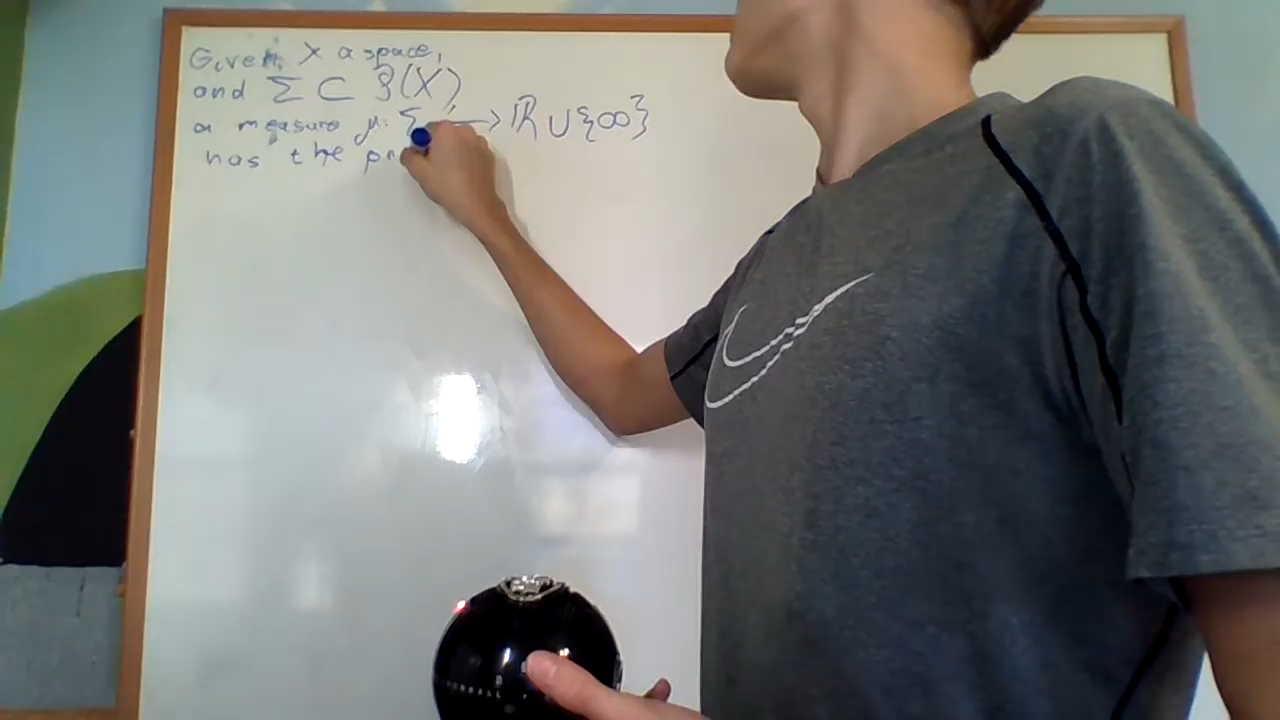 Given, X a space,
and Σ ⊂ P(X)
a measure μ: Σ → ℝ ∪ {∞}
has the